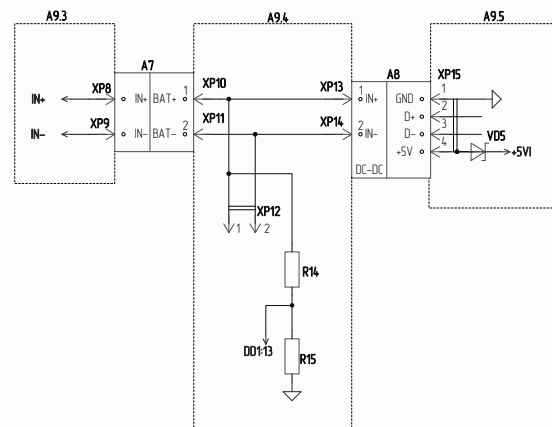 A9.3 A9.4 A9.5
A7 A8
XP8 XP10 XP13 XP15
IN+ IN+ BAT+ 1 1 IN+ GND 1
XP9 XP11 XP14 D+ 2
IN- IN- BAT- 2 2 IN- D- 3 VD5
DC-DC +5V 4 +5VI
XP12
1 2
R14
DD1:13
R15